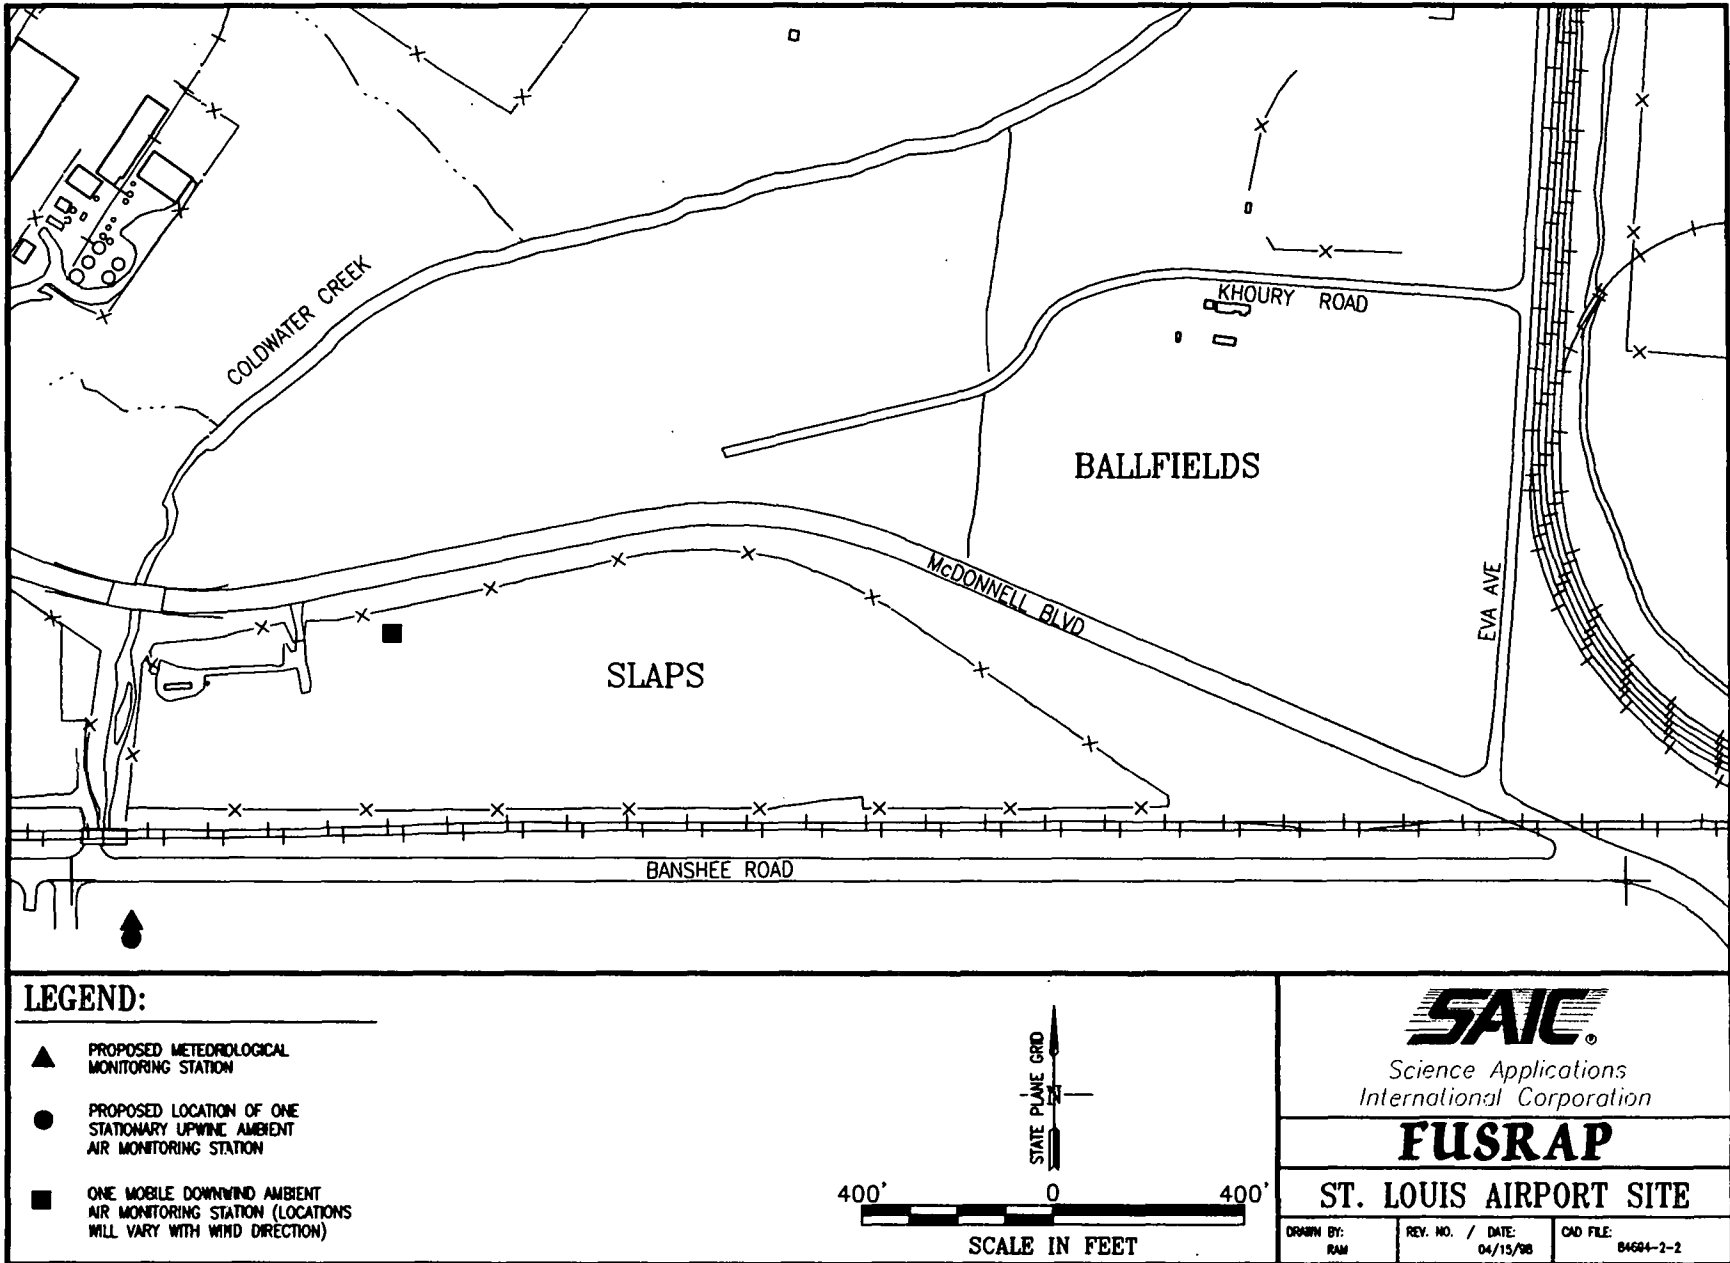 COLDWATER CREEK
KHOURY ROAD
BALLFIELDS
McDONNELL BLVD
EVA AVE
SLAPS
BANSHEE ROAD
LEGEND:
PROPOSED METEOROLOGICAL
MONITORING STATION
PROPOSED LOCATION OF ONE
STATIONARY UPWINE AMBIENT
AIR MONITORING STATION
ONE MOBILE DOWNWIND AMBIENT
AIR MONITORING STATION (LOCATIONS
WILL VARY WITH WIND DIRECTION)
STATE PLANE GRID
N
400' 0 400'
SCALE IN FEET
SAIC®
Science Applications
International Corporation
FUSRAP
ST. LOUIS AIRPORT SITE
DRAWN BY:
RAM
REV. NO. / DATE:
04/15/98
CAD FILE:
84604-2-2